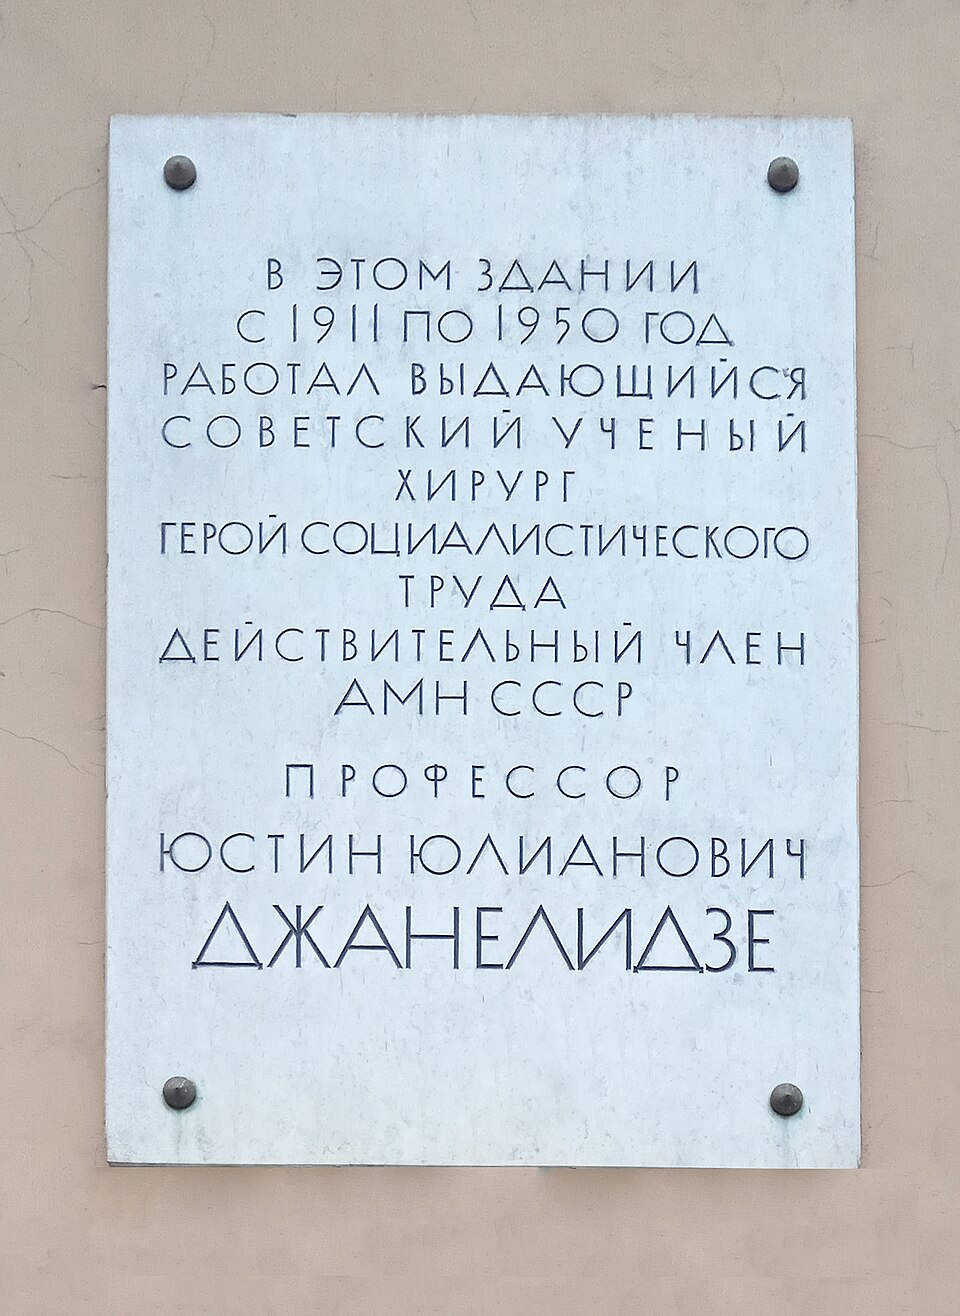 В ЭТОМ ЗДАНИИ
С 1911 ПО 1950 ГОД
РАБОТАЛ ВЫДАЮЩИЙСЯ
СОВЕТСКИЙ УЧЕНЫЙ
ХИРУРГ
ГЕРОЙ СОЦИАЛИСТИЧЕСКОГО
ТРУДА
ДЕЙСТВИТЕЛЬНЫЙ ЧЛЕН
АМН СССР
ПРОФЕССОР
ЮСТИН ЮЛИАНОВИЧ
ДЖАНЕЛИДЗЕ